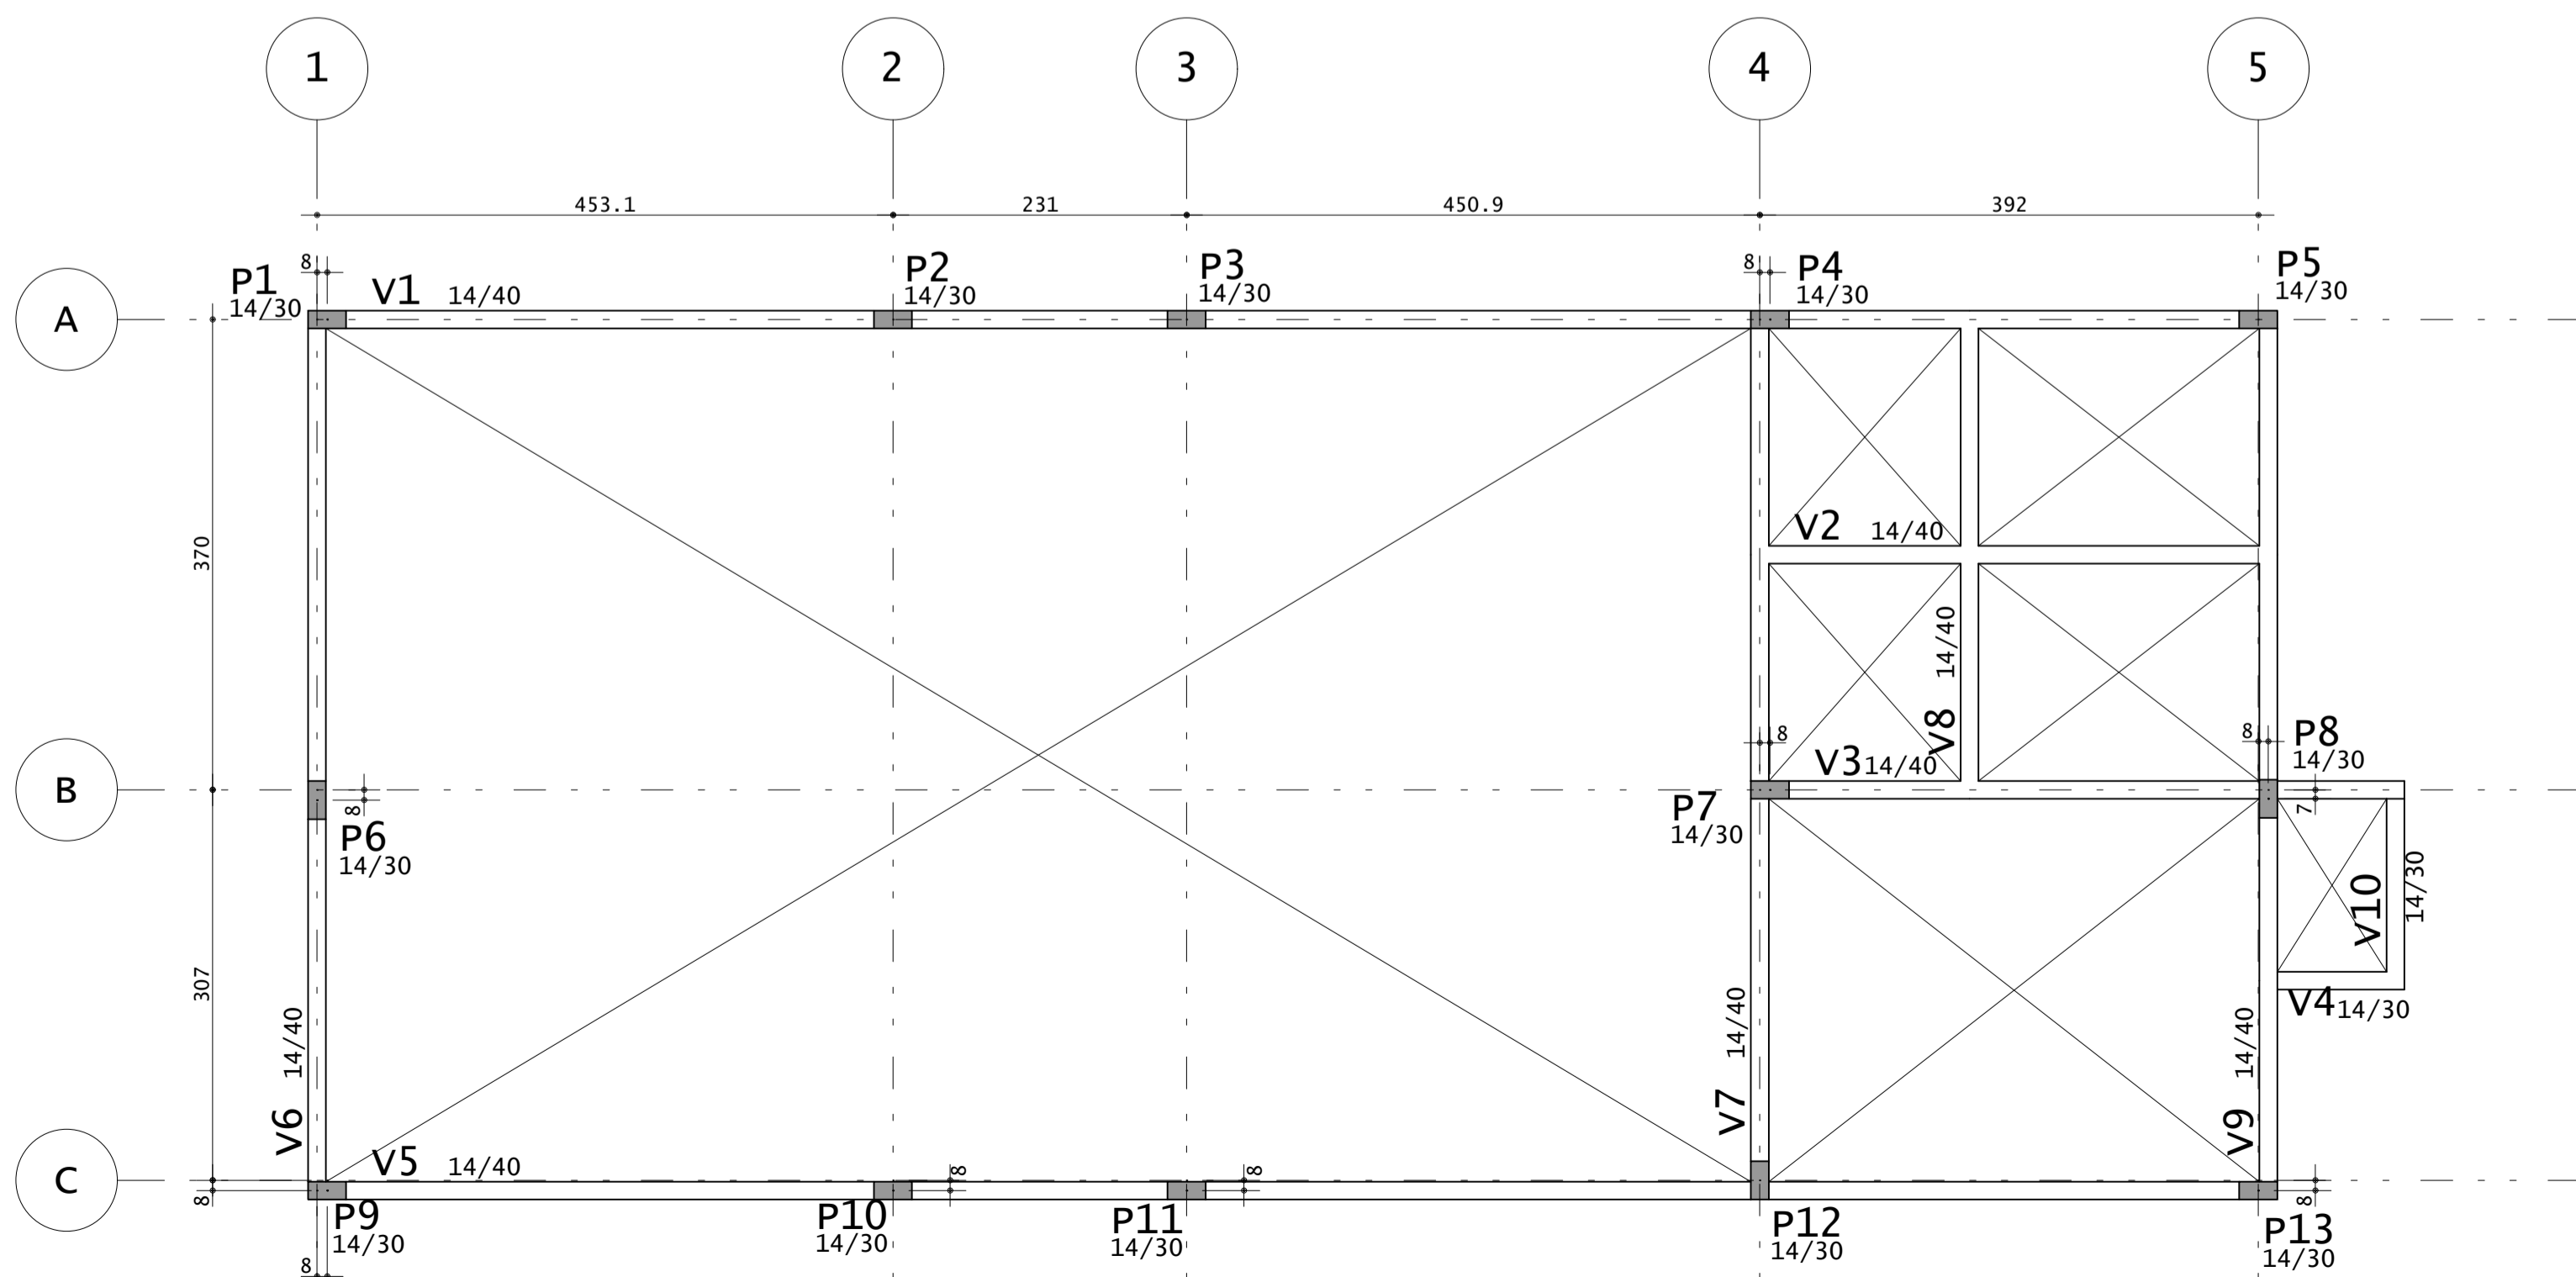 1 2 3 4 5
453.1 231 450.9 392
8 8
P1 14/30
V1 14/40
P2 14/30
P3 14/30
P4 14/30
P5 14/30
A
370
V2 14/40
14/40
V8
8
V3 14/40
8
P8 14/30
B
8
P6 14/30
P7 14/30
7
V10 14/30
V4 14/30
307
14/40
V6
14/40
V7
14/40
V9
V5 14/40
8 8
C
8
8
P9 14/30
P10 14/30
P11 14/30
P12 14/30
P13 14/30
8